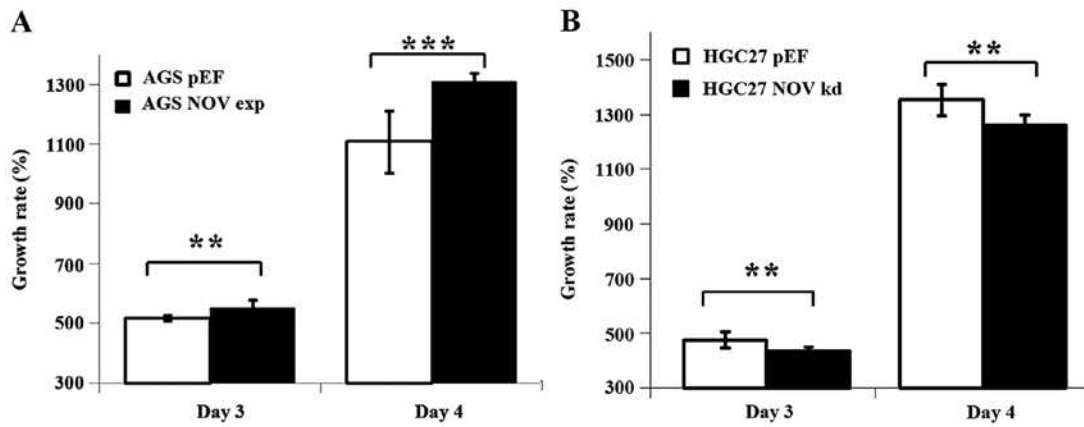 A
Growth rate (%)
1300
1100
900
700
500
300
AGS pEF
AGS NOV exp
**
***
Day 3
Day 4
B
Growth rate (%)
1500
1300
1100
900
700
500
300
HGC27 pEF
HGC27 NOV kd
**
**
Day 3
Day 4